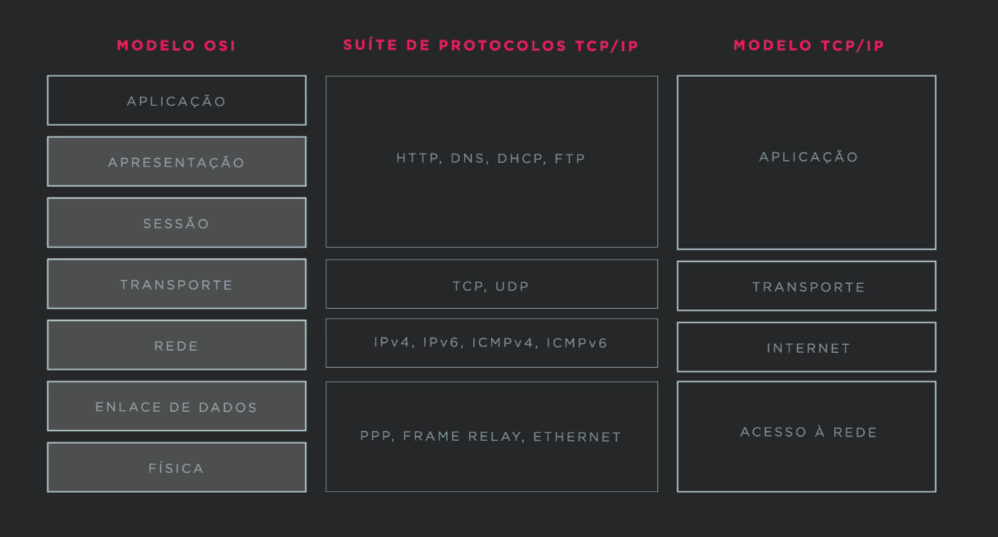 MODELO OSI
SUÍTE DE PROTOCOLOS TCP/IP
MODELO TCP/IP
APLICAÇÃO
APRESENTAÇÃO
SESSÃO
TRANSPORTE
REDE
ENLACE DE DADOS
FÍSICA
HTTP, DNS, DHCP, FTP
TCP, UDP
IPv4, IPv6, ICMPv4, ICMPv6
PPP, FRAME RELAY, ETHERNET
APLICAÇÃO
TRANSPORTE
INTERNET
ACESSO À REDE